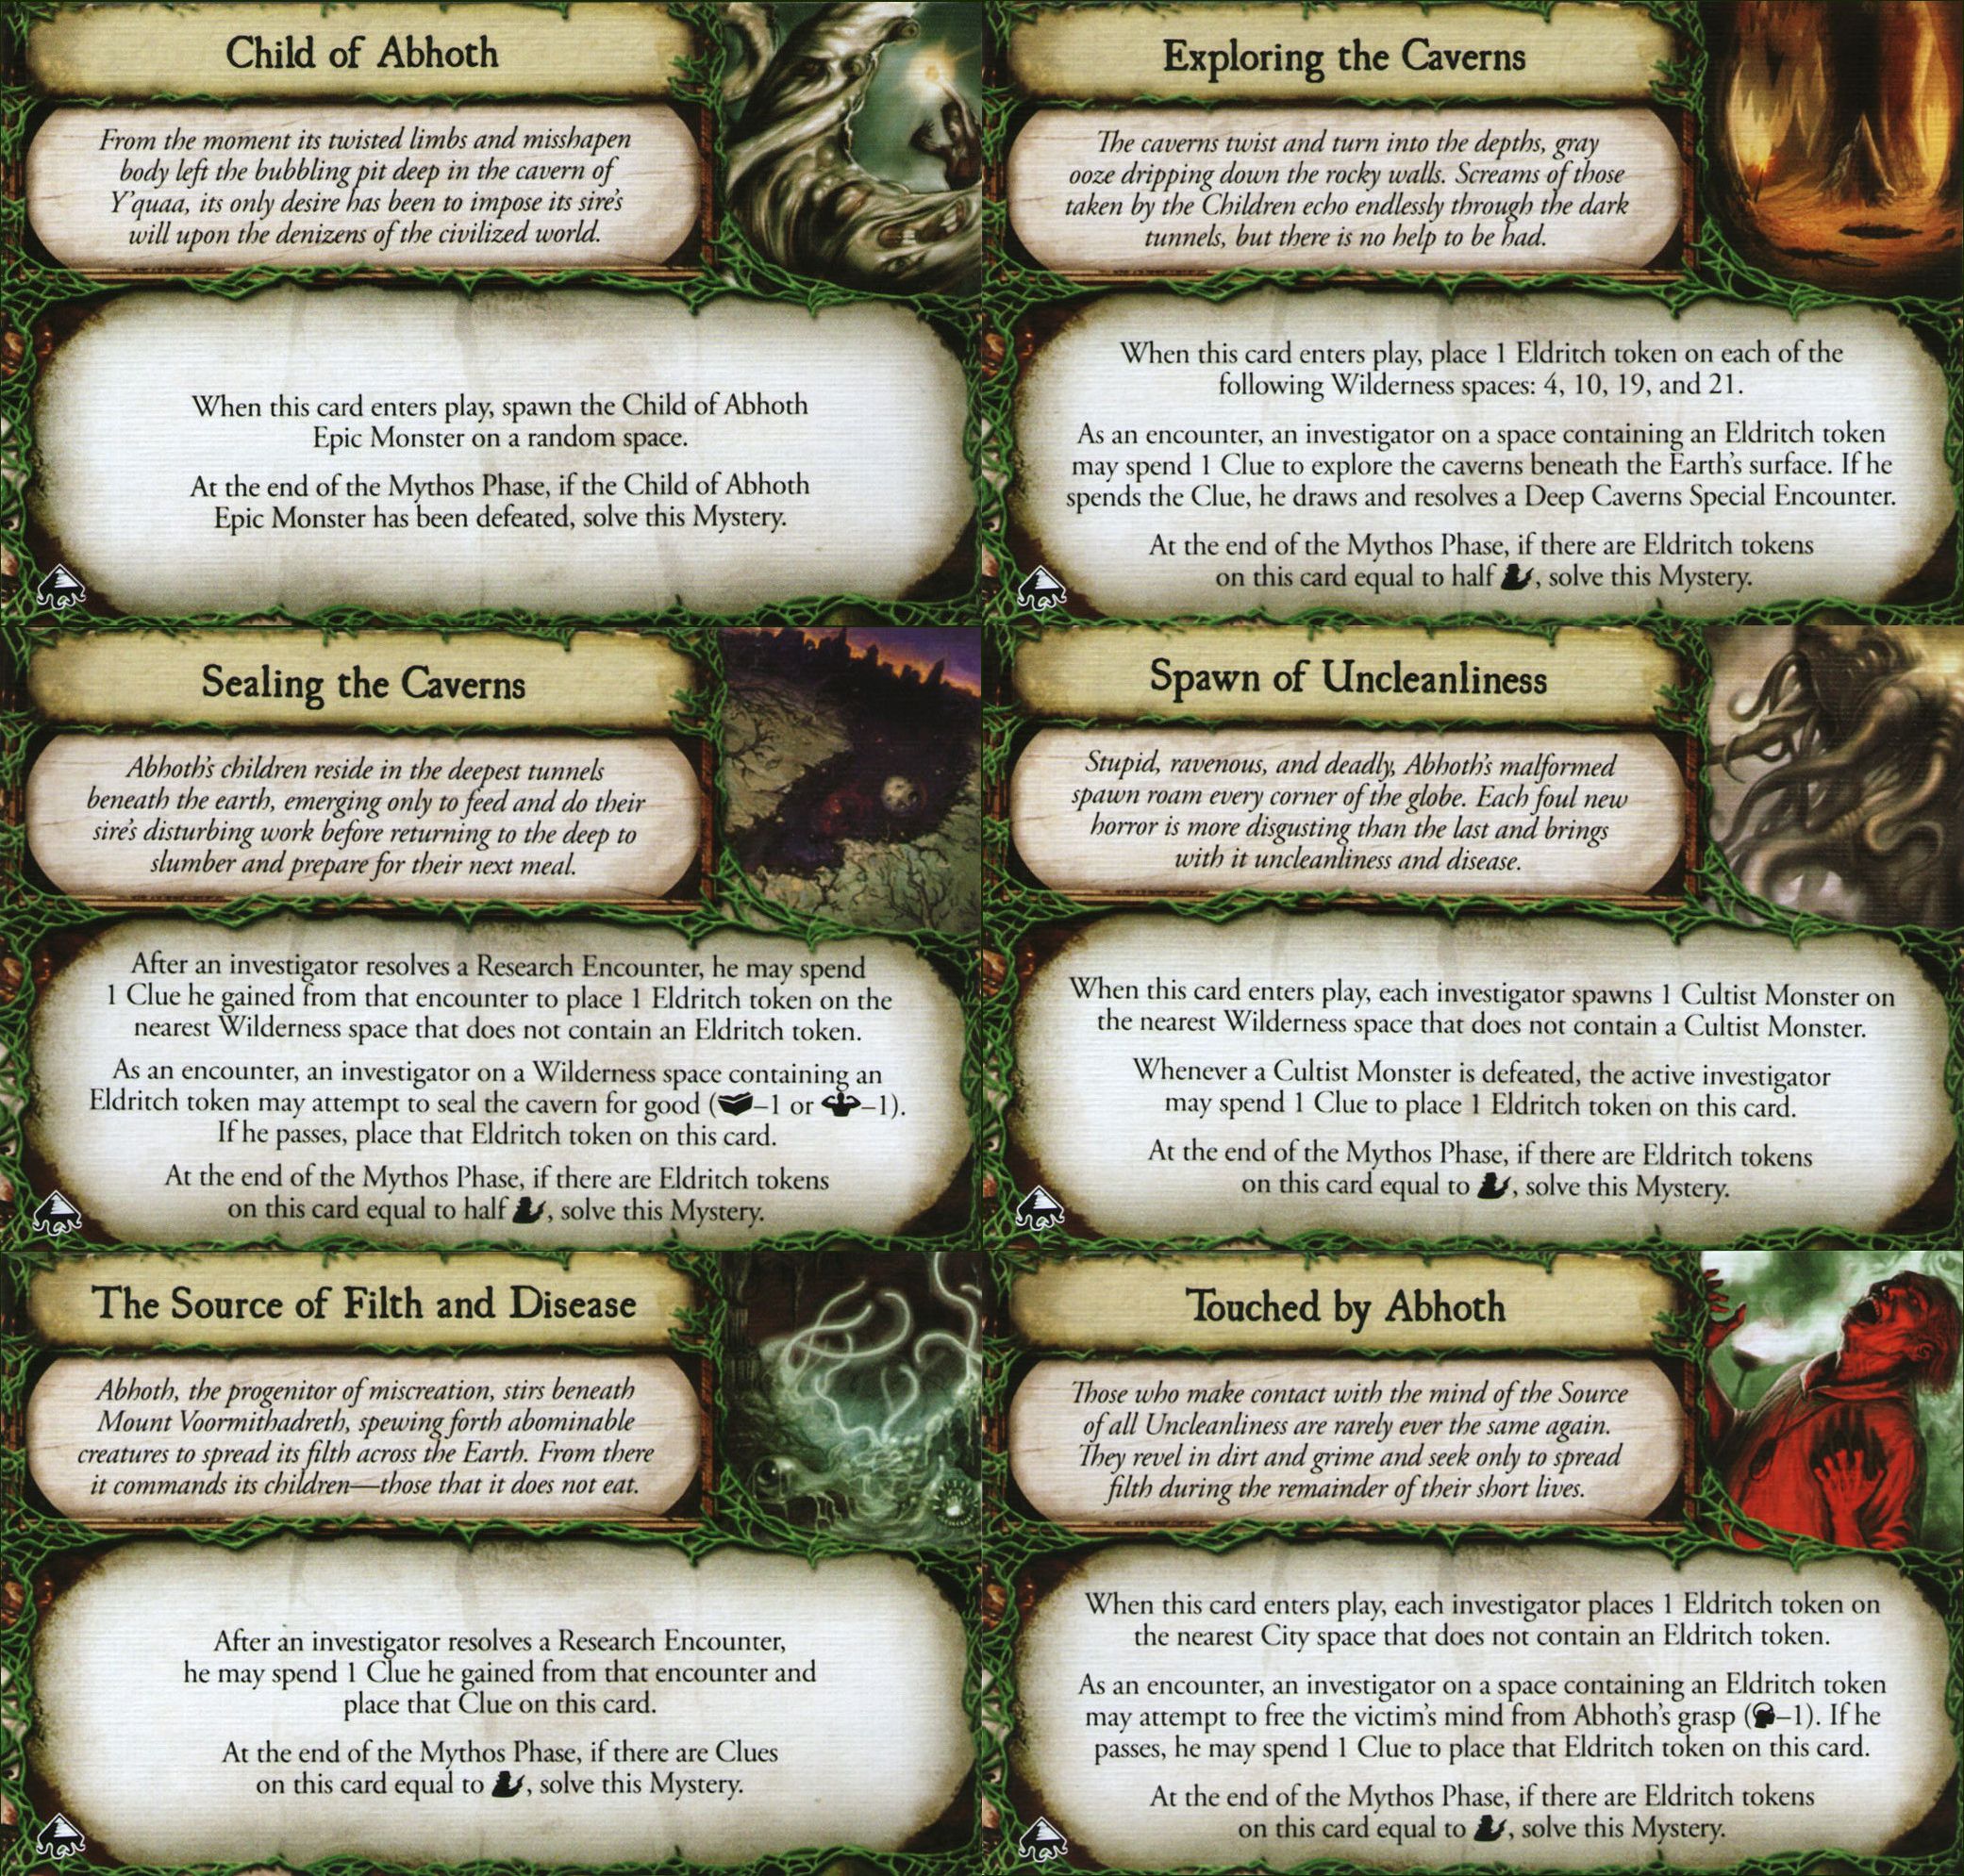 Child of Abhoth
From the moment its twisted limbs and misshapen
body left the bubbling pit deep in the cavern of
Y'quaa, its only desire has been to impose its sire's
will upon the denizens of the civilized world.
When this card enters play, spawn the Child of Abhoth
Epic Monster on a random space.
At the end of the Mythos Phase, if the Child of Abhoth
Epic Monster has been defeated, solve this Mystery.
Exploring the Caverns
The caverns twist and turn into the depths, gray
ooze dripping down the rocky walls. Screams of those
taken by the Children echo endlessly through the dark
tunnels, but there is no help to be had.
When this card enters play, place 1 Eldritch token on each of the
following Wilderness spaces: 4, 10, 19, and 21.
As an encounter, an investigator on a space containing an Eldritch token
may spend 1 Clue to explore the caverns beneath the Earth's surface. If he
spends the Clue, he draws and resolves a Deep Caverns Special Encounter.
At the end of the Mythos Phase, if there are Eldritch tokens
on this card equal to half , solve this Mystery.
Sealing the Caverns
Abhoth's children reside in the deepest tunnels
beneath the earth, emerging only to feed and do their
sire's disturbing work before returning to the deep to
slumber and prepare for their next meal.
After an investigator resolves a Research Encounter, he may spend
1 Clue he gained from that encounter to place 1 Eldritch token on the
nearest Wilderness space that does not contain an Eldritch token.
As an encounter, an investigator on a Wilderness space containing an
Eldritch token may attempt to seal the cavern for good (–1 or –1).
If he passes, place that Eldritch token on this card.
At the end of the Mythos Phase, if there are Eldritch tokens
on this card equal to half , solve this Mystery.
Spawn of Uncleanliness
Stupid, ravenous, and deadly, Abhoth's malformed
spawn roam every corner of the globe. Each foul new
horror is more disgusting than the last and brings
with it uncleanliness and disease.
When this card enters play, each investigator spawns 1 Cultist Monster on
the nearest Wilderness space that does not contain a Cultist Monster.
Whenever a Cultist Monster is defeated, the active investigator
may spend 1 Clue to place 1 Eldritch token on this card.
At the end of the Mythos Phase, if there are Eldritch tokens
on this card equal to , solve this Mystery.
The Source of Filth and Disease
Abhoth, the progenitor of miscreation, stirs beneath
Mount Voormithadreth, spewing forth abominable
creatures to spread its filth across the Earth. From there
it commands its children—those that it does not eat.
After an investigator resolves a Research Encounter,
he may spend 1 Clue he gained from that encounter and
place that Clue on this card.
At the end of the Mythos Phase, if there are Clues
on this card equal to , solve this Mystery.
Touched by Abhoth
Those who make contact with the mind of the Source
of all Uncleanliness are rarely ever the same again.
They revel in dirt and grime and seek only to spread
filth during the remainder of their short lives.
When this card enters play, each investigator places 1 Eldritch token on
the nearest City space that does not contain an Eldritch token.
As an encounter, an investigator on a space containing an Eldritch token
may attempt to free the victim's mind from Abhoth's grasp (–1). If he
passes, he may spend 1 Clue to place that Eldritch token on this card.
At the end of the Mythos Phase, if there are Eldritch tokens
on this card equal to , solve this Mystery.